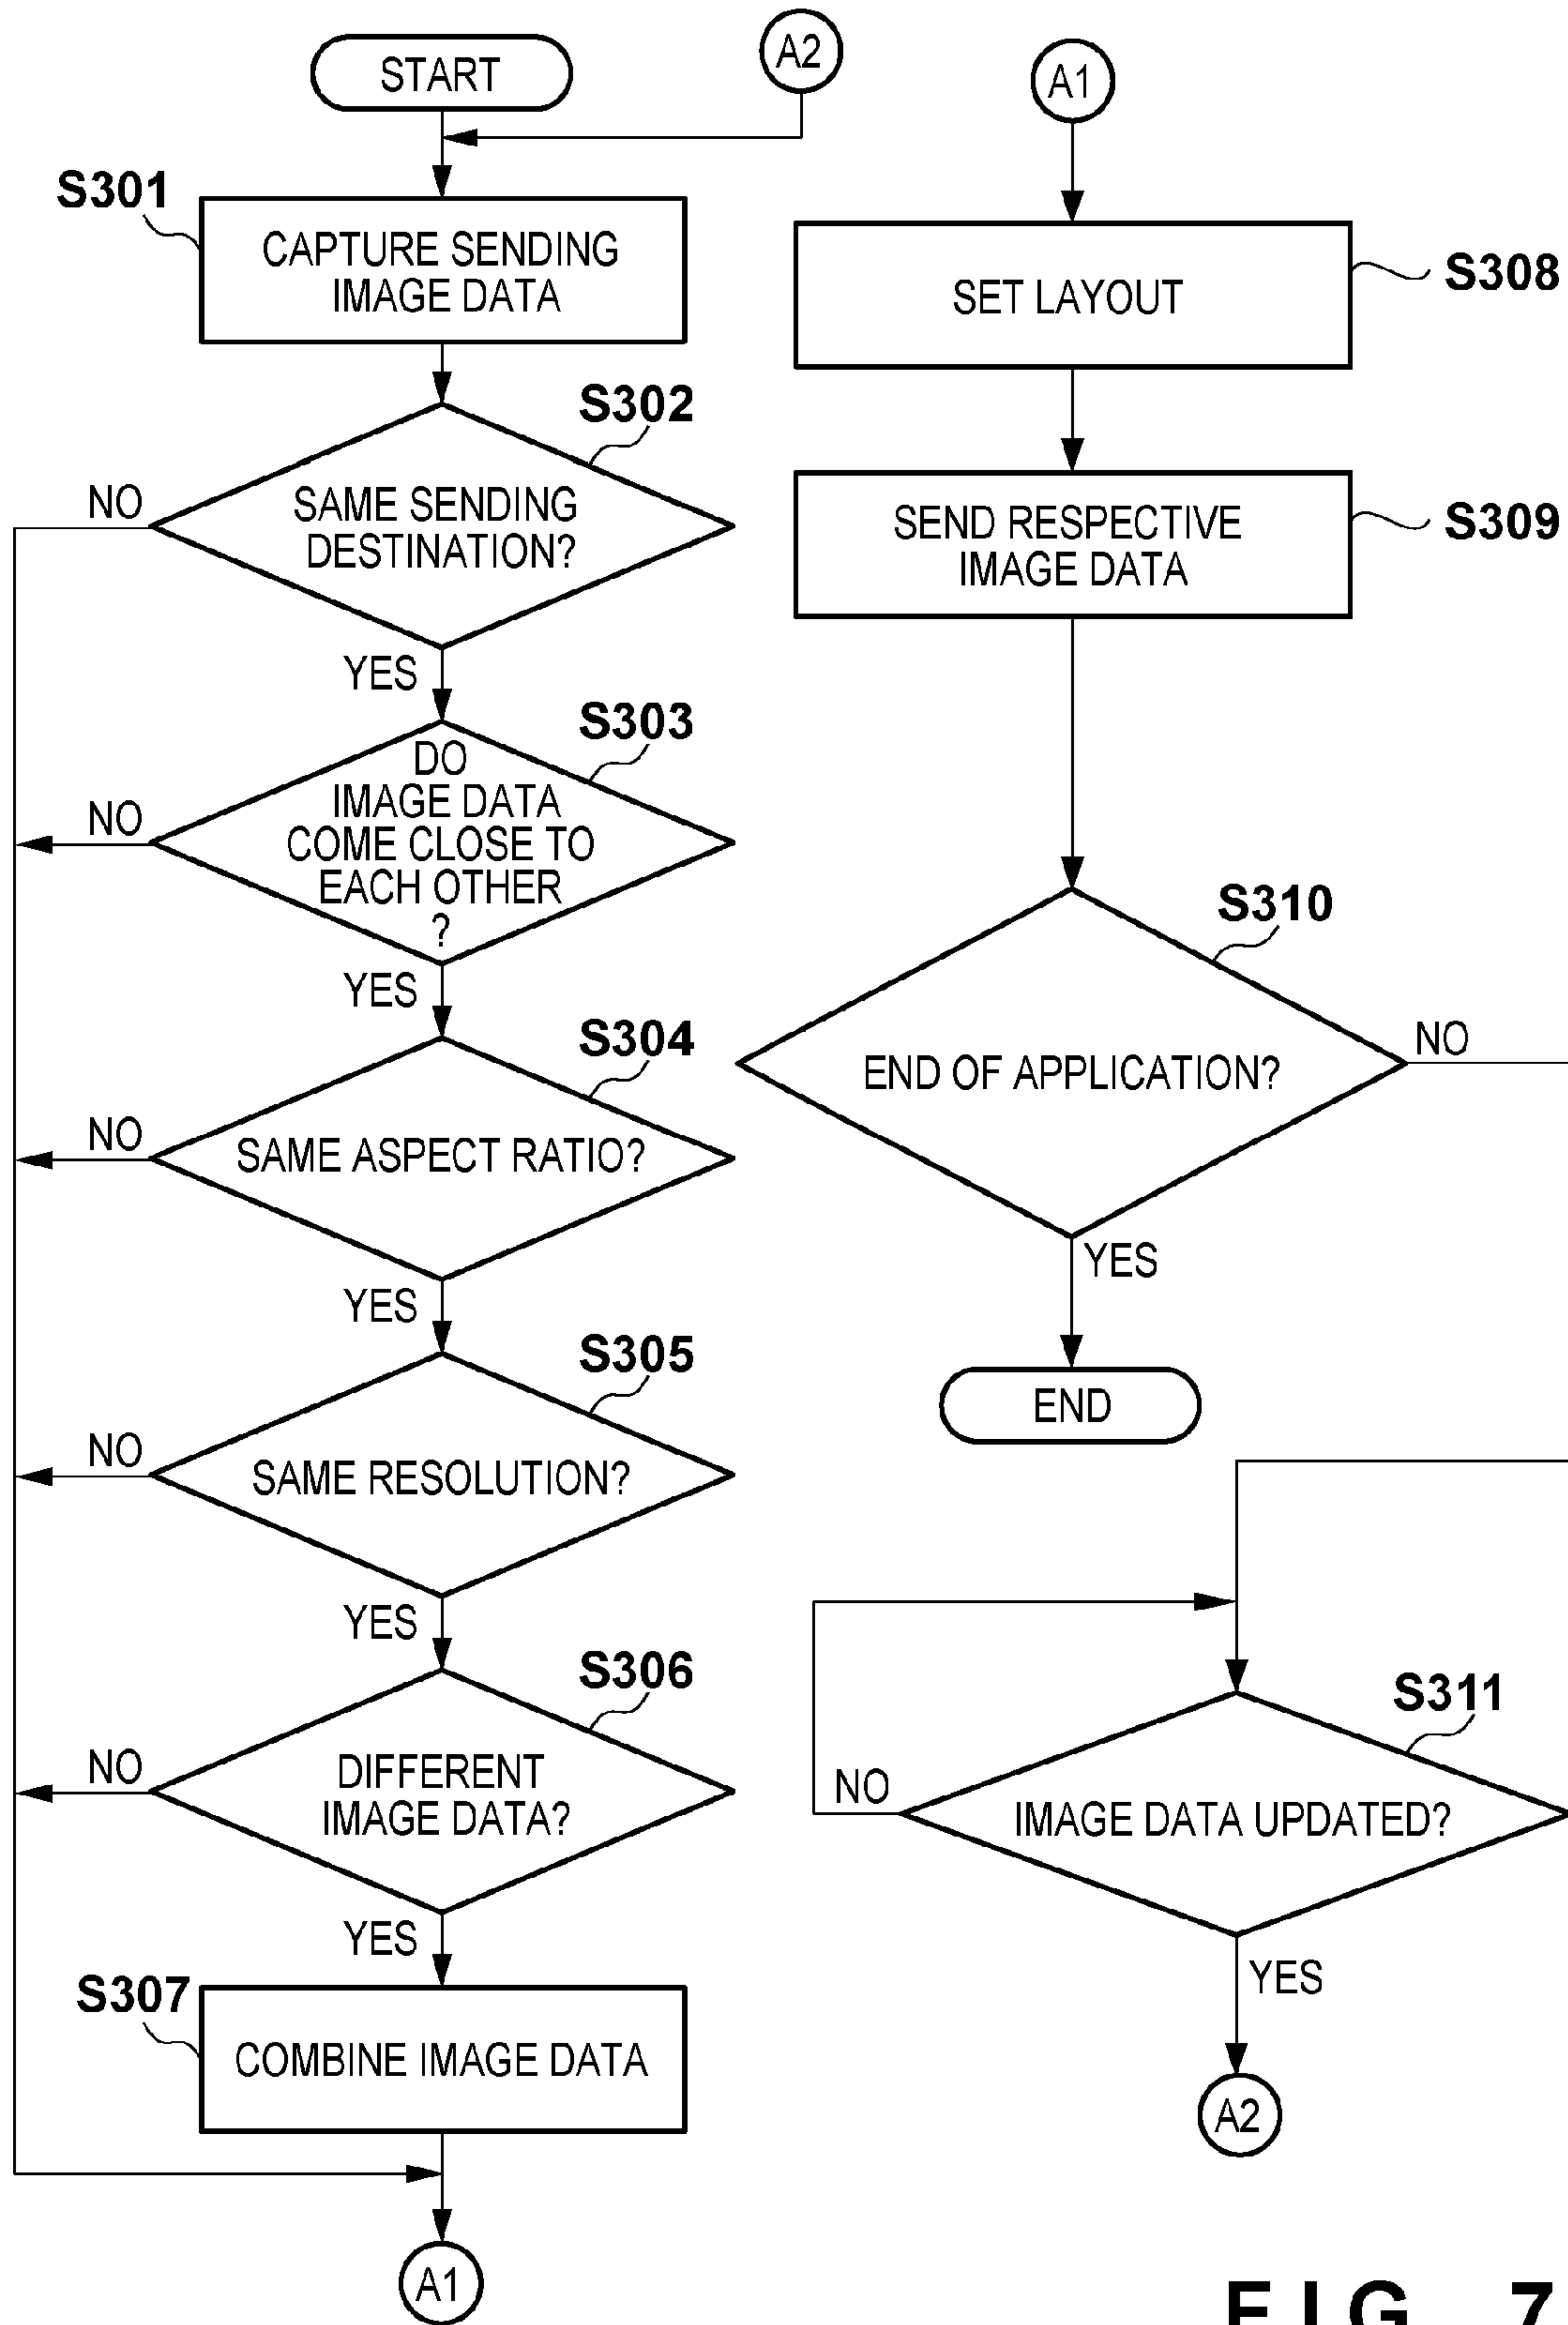 START
A2
S301
CAPTURE SENDING
IMAGE DATA
S302
NO
SAME SENDING
DESTINATION?
YES
S303
NO
DO
IMAGE DATA
COME CLOSE TO
EACH OTHER
?
YES
S304
NO
SAME ASPECT RATIO?
YES
S305
NO
SAME RESOLUTION?
YES
S306
NO
DIFFERENT
IMAGE DATA?
YES
S307
COMBINE IMAGE DATA
A1
A1
SET LAYOUT
S308
SEND RESPECTIVE
IMAGE DATA
S309
S310
END OF APPLICATION?
NO
YES
END
S311
NO
IMAGE DATA UPDATED?
YES
A2
FIG. 7